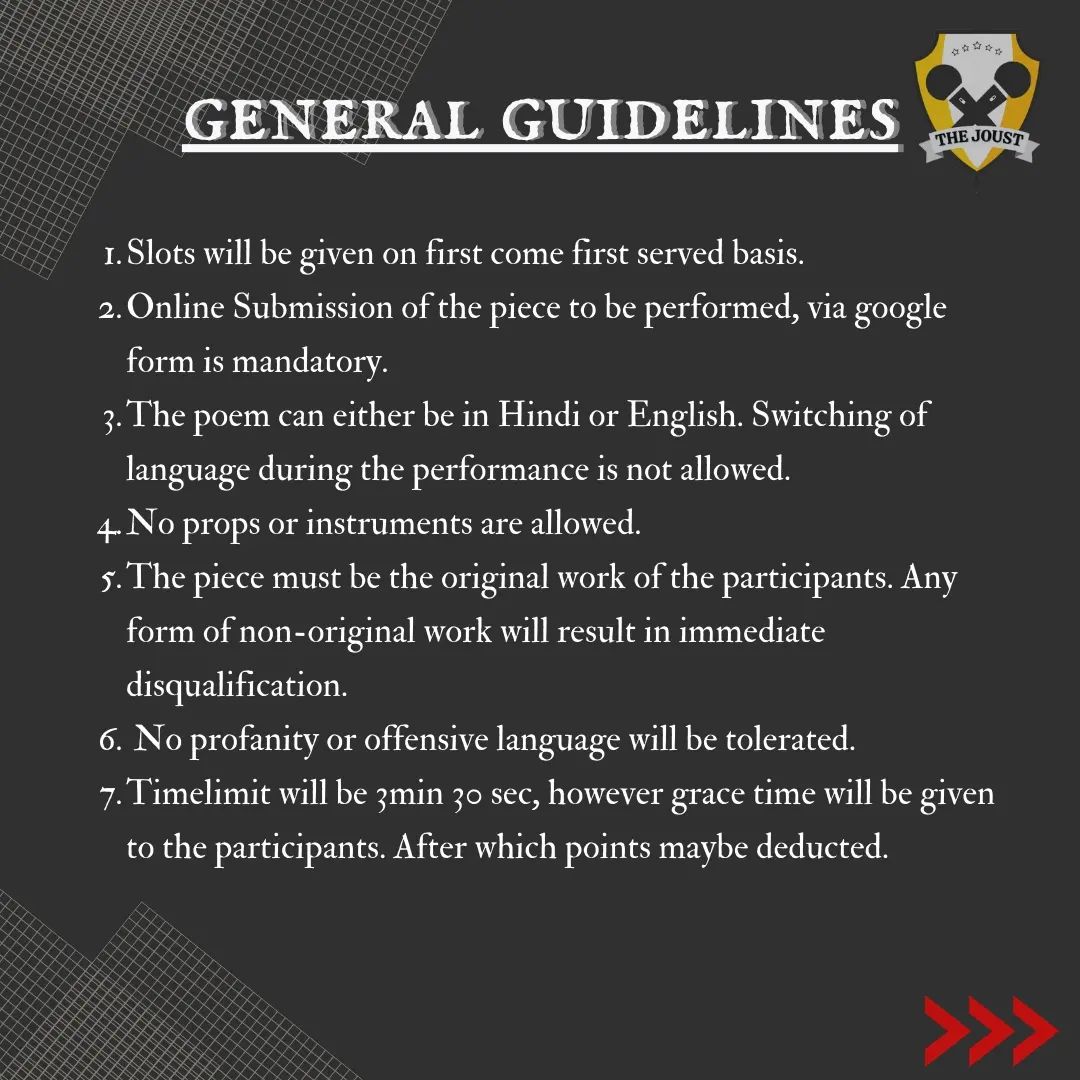 GENERAL GUIDELINES
THE JOUST
1. Slots will be given on first come first served basis.
2. Online Submission of the piece to be performed, via google
form is mandatory.
3. The poem can either be in Hindi or English. Switching of
language during the performance is not allowed.
4. No props or instruments are allowed.
5. The piece must be the original work of the participants. Any
form of non-original work will result in immediate
disqualification.
6. No profanity or offensive language will be tolerated.
7. Timelimit will be 3min 30 sec, however grace time will be given
to the participants. After which points maybe deducted.